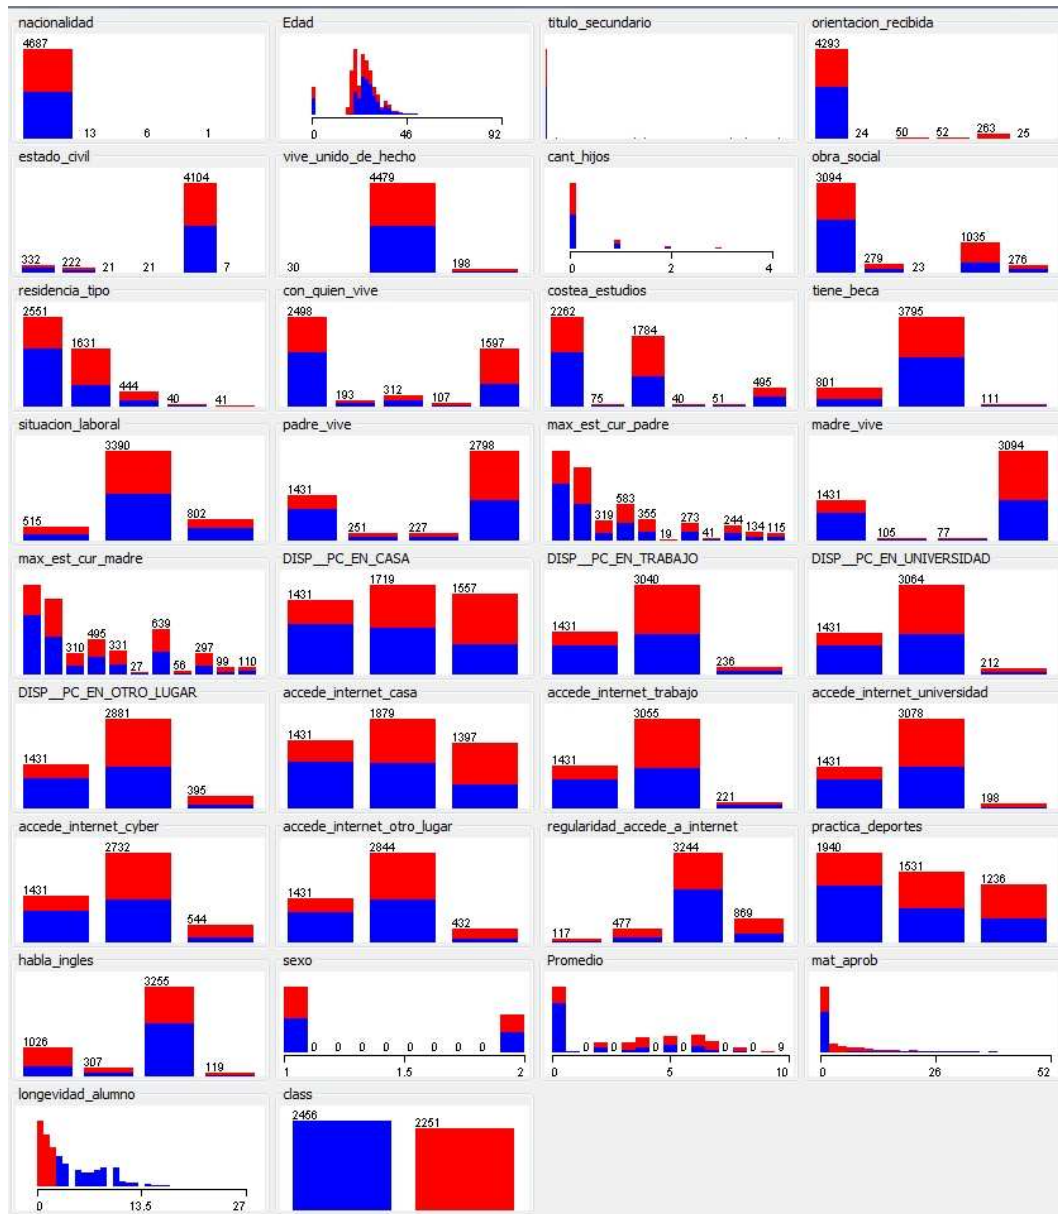 nacionalidad
4687
13 6 1
Edad
0 46 92
titulo_secundario
orientacion_recibida
4293
24 50 52 263 25
estado_civil
4104
332 222 21 21 7
vive_unido_de_hecho
4479
30 198
cant_hijos
0 2 4
obra_social
3094
1035
279 23 276
residencia_tipo
2551
1631
444 40 41
con_quien_vive
2498
1597
193 312 107
costea_estudios
2262
1784
75 40 51 495
tiene_beca
3795
801
111
situacion_laboral
3390
515 802
padre_vive
2798
1431
251 227
max_est_cur_padre
583
319 355 19 273 41 244 134 115
madre_vive
3094
1431
105 77
max_est_cur_madre
639
310 495 331 27 56 297 99 110
DISP__PC_EN_CASA
1431 1719 1557
DISP__PC_EN_TRABAJO
3040
1431
236
DISP__PC_EN_UNIVERSIDAD
3064
1431
212
DISP__PC_EN_OTRO_LUGAR
2881
1431
395
accede_internet_casa
1879
1431 1397
accede_internet_trabajo
3055
1431
221
accede_internet_universidad
3078
1431
198
accede_internet_cyber
2732
1431
544
accede_internet_otro_lugar
2844
1431
432
regularidad_accede_a_internet
3244
117 477 869
practica_deportes
1940
1531
1236
habla_ingles
3255
1026
307 119
sexo
0 0 0 0 0 0 0 0
1 1.5 2
Promedio
0 0 0 0 0 0 0 9
0 5 10
mat_aprob
0 26 52
longevidad_alumno
0 13.5 27
class
2456
2251